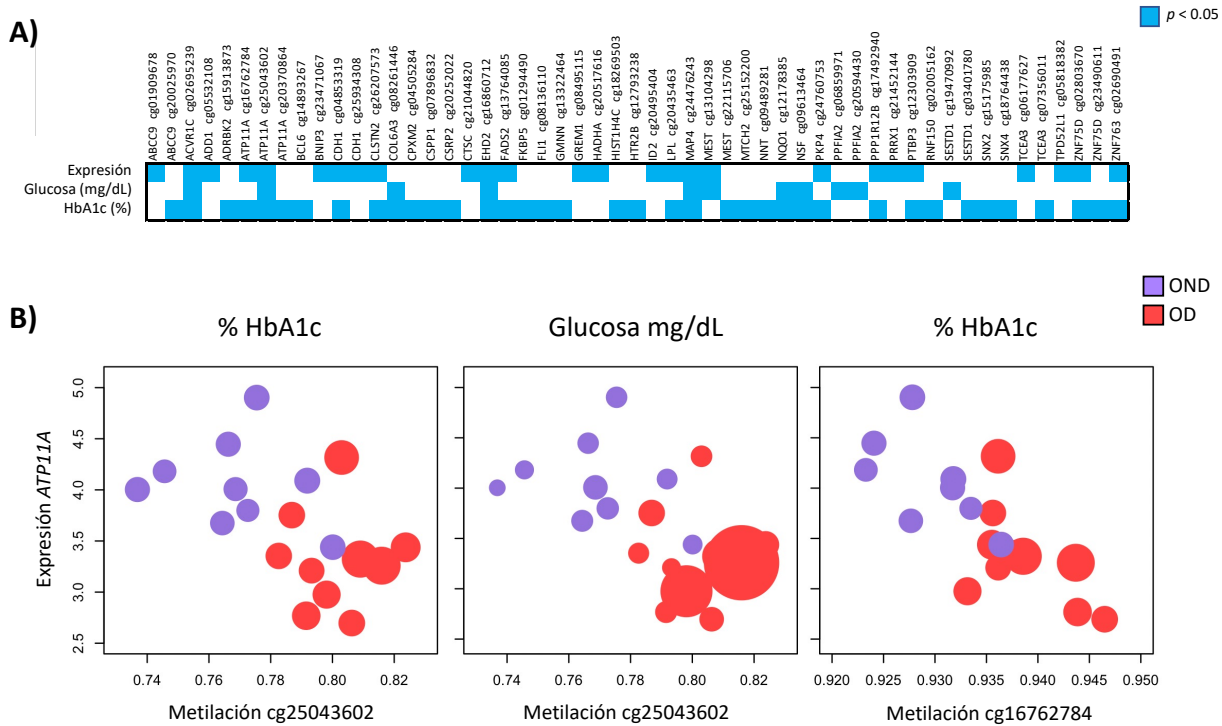 A)
p < 0.05
ABCC9 cg01909678
ABCC9 cg20025970
ACVR1C cg02695239
ADD1 cg05532108
ADRBK2 cg15913873
ATP11A cg16762784
ATP11A cg25043602
ATP11A cg20370864
BCL6 cg14893267
BNIP3 cg23471067
CDH1 cg04853319
CDH1 cg25943408
CLSTN2 cg26207573
COL6A3 cg08261446
CPXM2 cg04505284
CSPP1 cg07896832
CSRP2 cg20252022
CTSC cg21044820
EHD2 cg16860712
FADS2 cg13764085
FKBP5 cg01294490
FLI1 cg08136110
GMNN cg13322464
GREM1 cg08495115
HADHA cg20517616
HIST1H4C cg18269503
HTR2B cg12793238
ID2 cg20495404
LPL cg20435463
MAP4 cg24476243
MEST cg13104298
MEST cg22115706
MTCH2 cg25152200
NNT cg09489281
NQO1 cg12178385
NSF cg09613464
PKP4 cg24760753
PPFIA2 cg06859971
PPFIA2 cg20594430
PPP1R12B cg17492940
PRRX1 cg21452144
PTBP3 cg12303909
RNF150 cg02005162
SESTD1 cg19470992
SESTD1 cg03401780
SNX2 cg15175985
SNX4 cg18764438
TCEA3 cg06177627
TCEA3 cg07356011
TPD52L1 cg05818382
ZNF75D cg02803670
ZNF75D cg23490611
ZNF763 cg02690491
Expresión
Glucosa (mg/dL)
HbA1c (%)
B)
OND
OD
% HbA1c
Glucosa mg/dL
% HbA1c
Expresión ATP11A
5.0
4.5
4.0
3.5
3.0
2.5
0.74 0.76 0.78 0.80 0.82
0.74 0.76 0.78 0.80 0.82
0.920 0.925 0.930 0.935 0.940 0.945 0.950
Metilación cg25043602
Metilación cg25043602
Metilación cg16762784